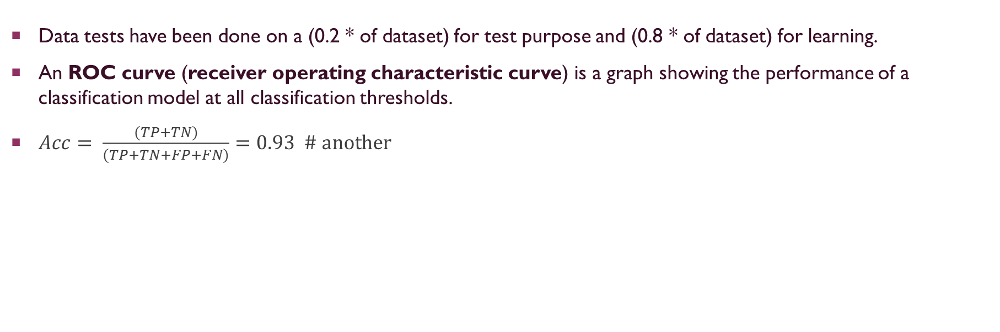 ▪ Data tests have been done on a (0.2 * of dataset) for test purpose and (0.8 * of dataset) for learning.
▪ An ROC curve (receiver operating characteristic curve) is a graph showing the performance of a
classification model at all classification thresholds.
▪ Acc = (TP+TN) / (TP+TN+FP+FN) = 0.93 # another